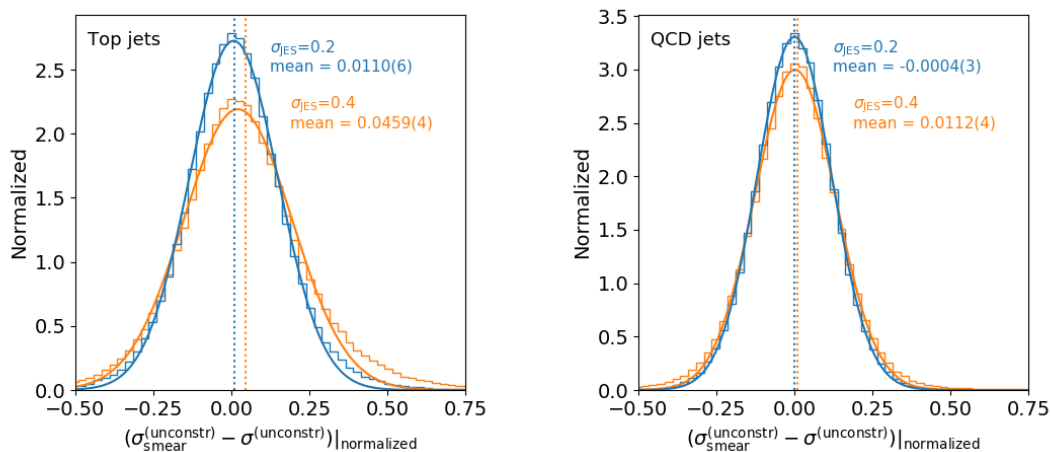 Top jets
σJES=0.2
mean = 0.0110(6)
σJES=0.4
mean = 0.0459(4)
Normalized
2.5
2.0
1.5
1.0
0.5
0.0
−0.50 −0.25 0.00 0.25 0.50 0.75
(σ_smear^(unconstr) − σ^(unconstr))|normalized
QCD jets
σJES=0.2
mean = -0.0004(3)
σJES=0.4
mean = 0.0112(4)
Normalized
3.5
3.0
2.5
2.0
1.5
1.0
0.5
0.0
−0.50 −0.25 0.00 0.25 0.50 0.75
(σ_smear^(unconstr) − σ^(unconstr))|normalized